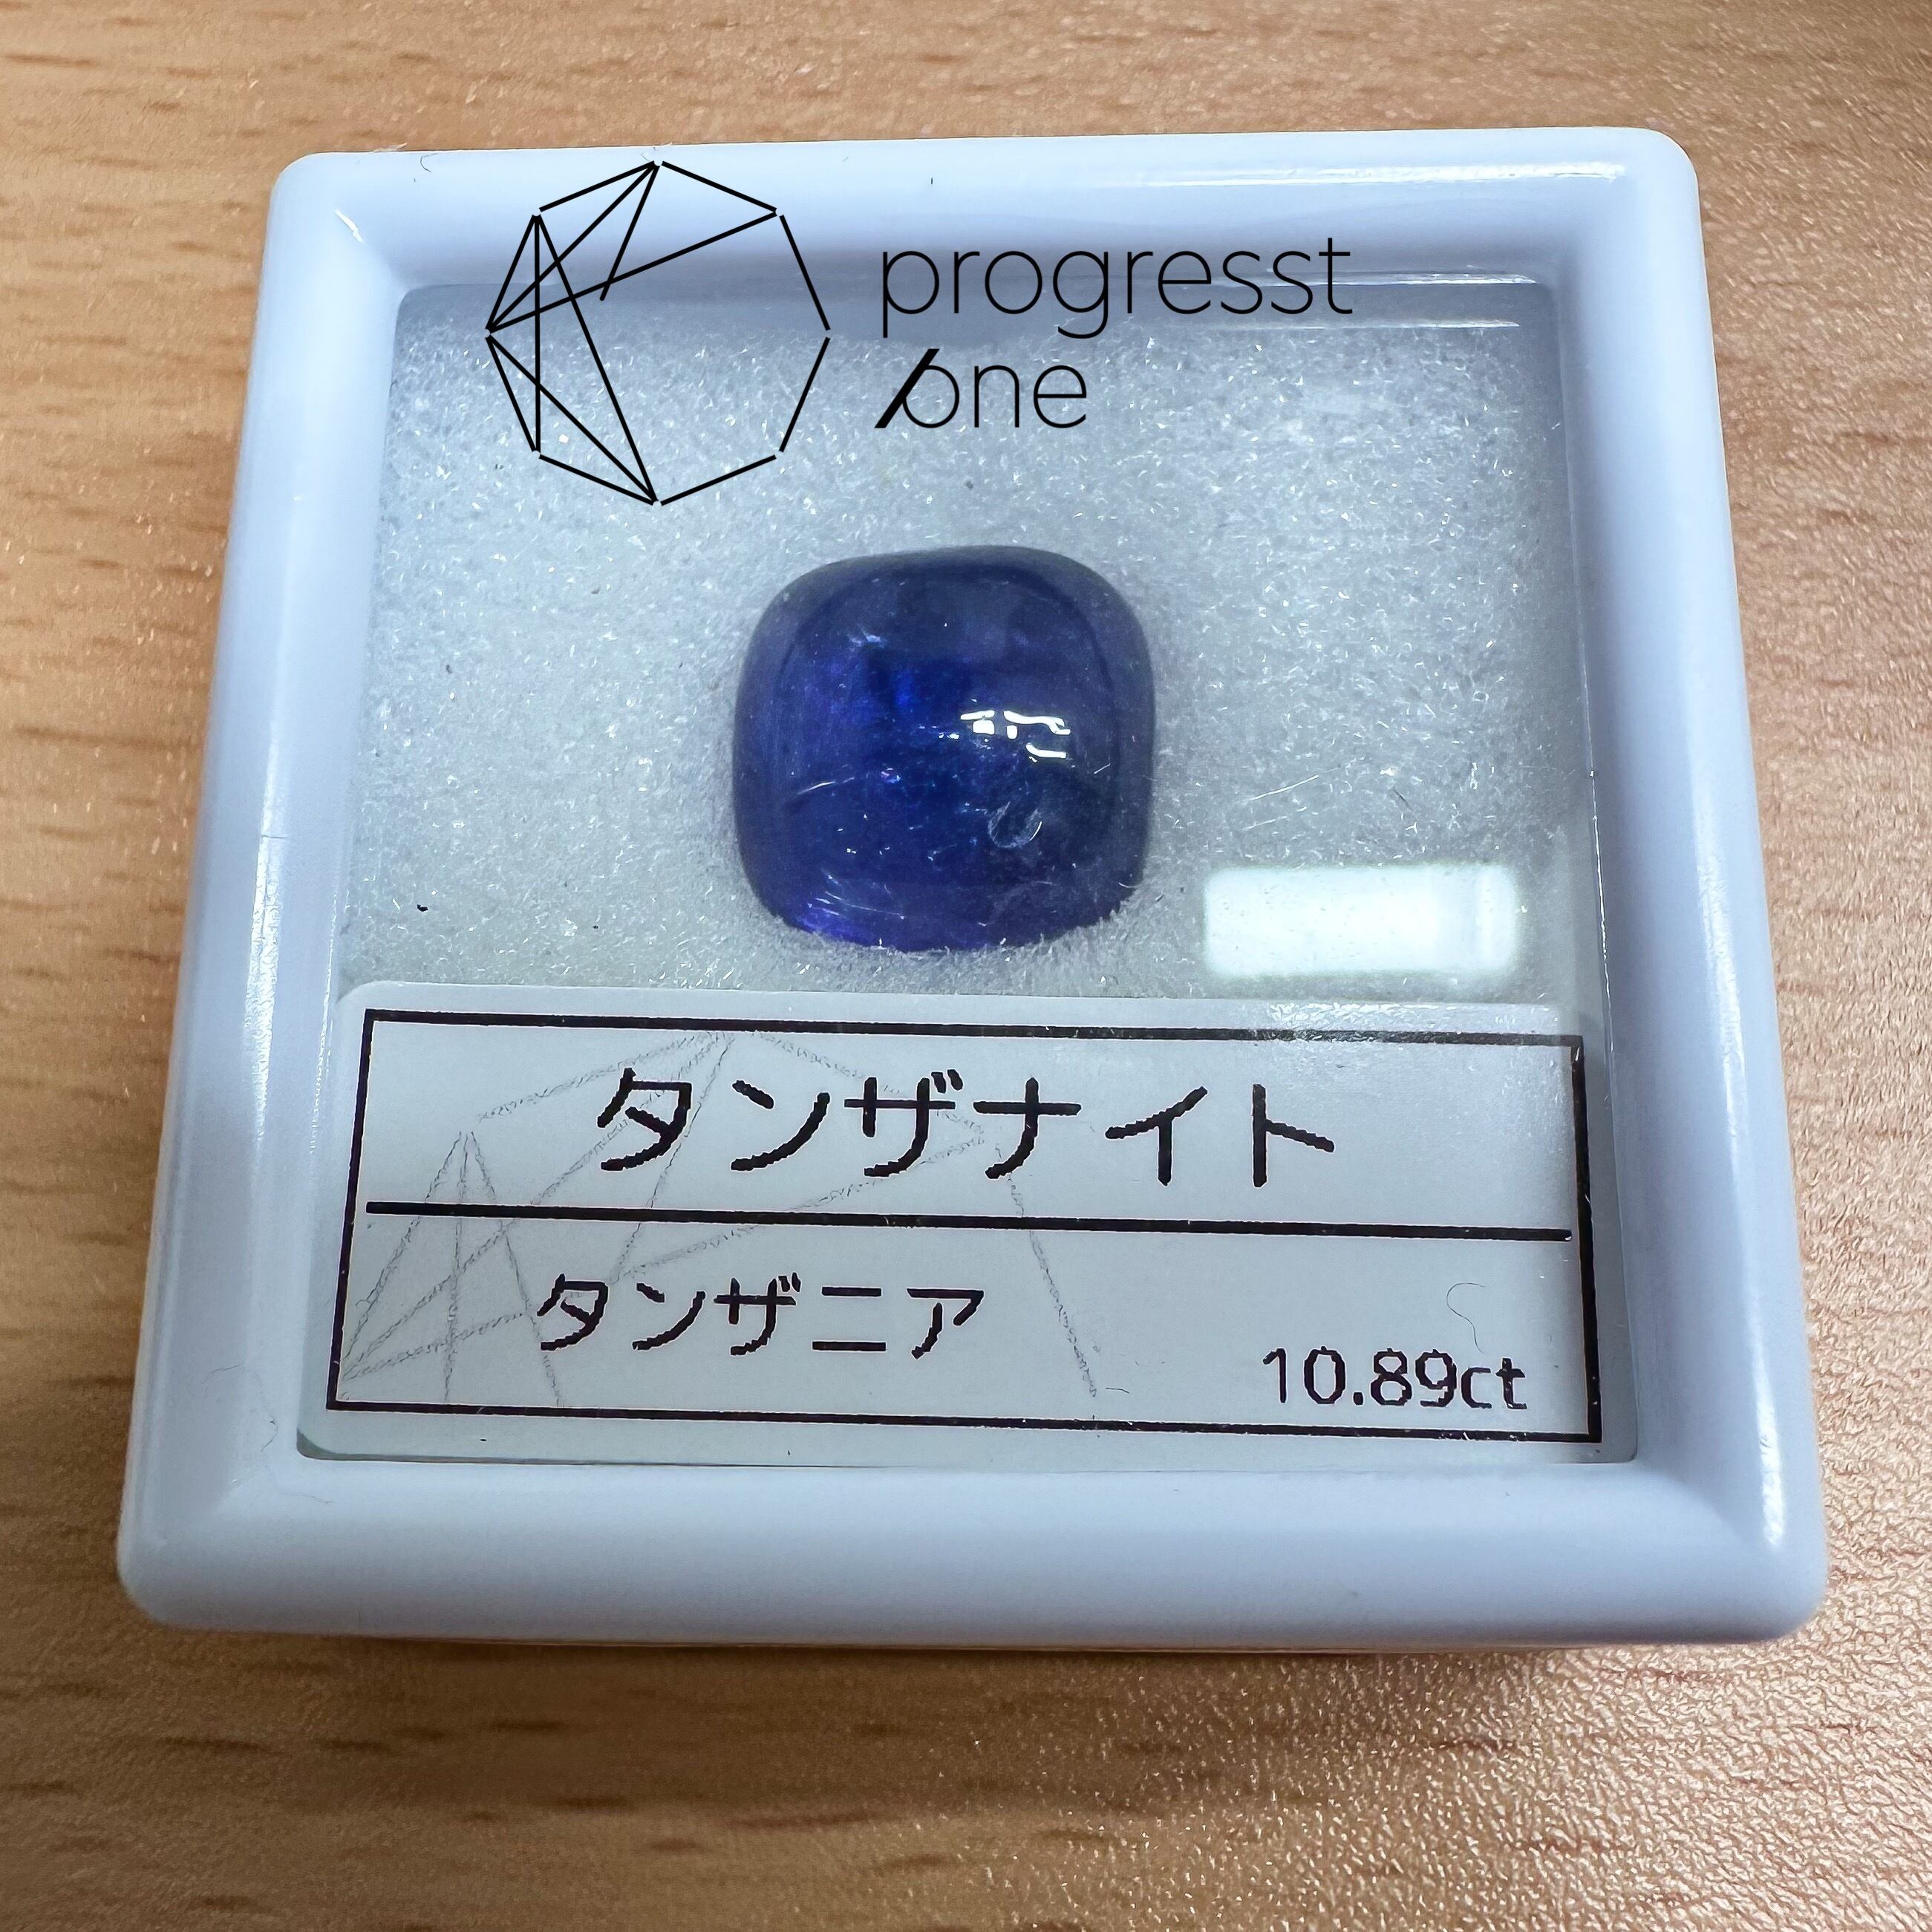 progresst
one
タンザナイト
タンザニア
10.89ct